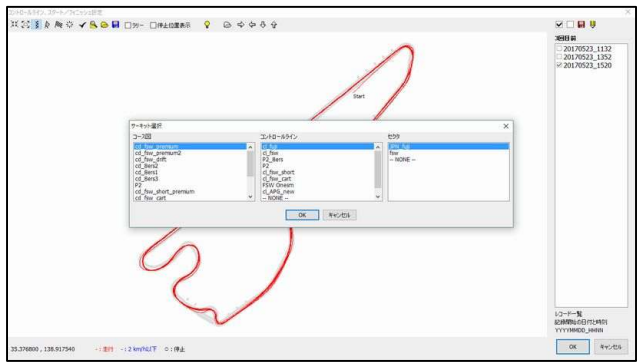 コントロールライン、スタート/フィニッシュ設定
ラリー
停止位置表示
3回目前
20170523_1132
20170523_1352
20170523_1520
Start
サーキット選択
コース図
コントロールライン
セクタ
cd_fsw_premium
cd_fsw_premium2
cd_fsw_drift
cd_8ers2
cd_8ers1
cd_8ers3
P2
cd_fsw_short_premium
cd_fsw_cart
cl_fuji
cl_fsw
P2_8ers
P2
cl_fsw_short
cl_fsw_cart
FSW Onesm
cl_APG_new
-- NONE --
JPN_fuji
fsw
-- NONE --
OK
キャンセル
レコード一覧
記録開始の日付と時刻
YYYYMMDD_HHNN
35.376800 , 138.917540
- : 走行
- : 2 km/h以下
○ : 停止
OK
キャンセル